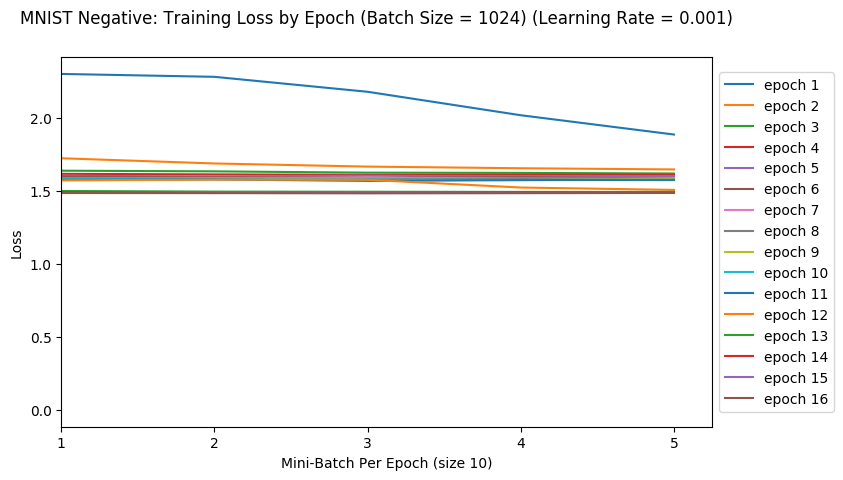 MNIST Negative: Training Loss by Epoch (Batch Size = 1024) (Learning Rate = 0.001)
Loss
2.0
1.5
1.0
0.5
0.0
1 2 3 4 5
Mini-Batch Per Epoch (size 10)
epoch 1
epoch 2
epoch 3
epoch 4
epoch 5
epoch 6
epoch 7
epoch 8
epoch 9
epoch 10
epoch 11
epoch 12
epoch 13
epoch 14
epoch 15
epoch 16